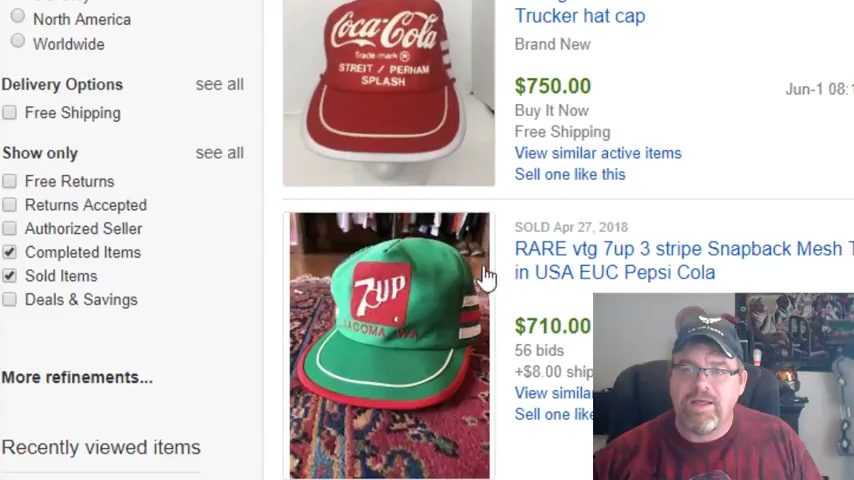 North America
Worldwide
Delivery Options see all
Free Shipping
Show only see all
Free Returns
Returns Accepted
Authorized Seller
Completed Items
Sold Items
Deals & Savings
More refinements...
Recently viewed items
Coca-Cola
Trade-mark ®
STREIT / PERHAM
SPLASH
Trucker hat cap
Brand New
$750.00
Jun-1 08:1
Buy It Now
Free Shipping
View similar active items
Sell one like this
7UP
TACOMA, WA
SOLD Apr 27, 2018
RARE vtg 7up 3 stripe Snapback Mesh T
in USA EUC Pepsi Cola
$710.00
56 bids
+$8.00 ship
View similar
Sell one like